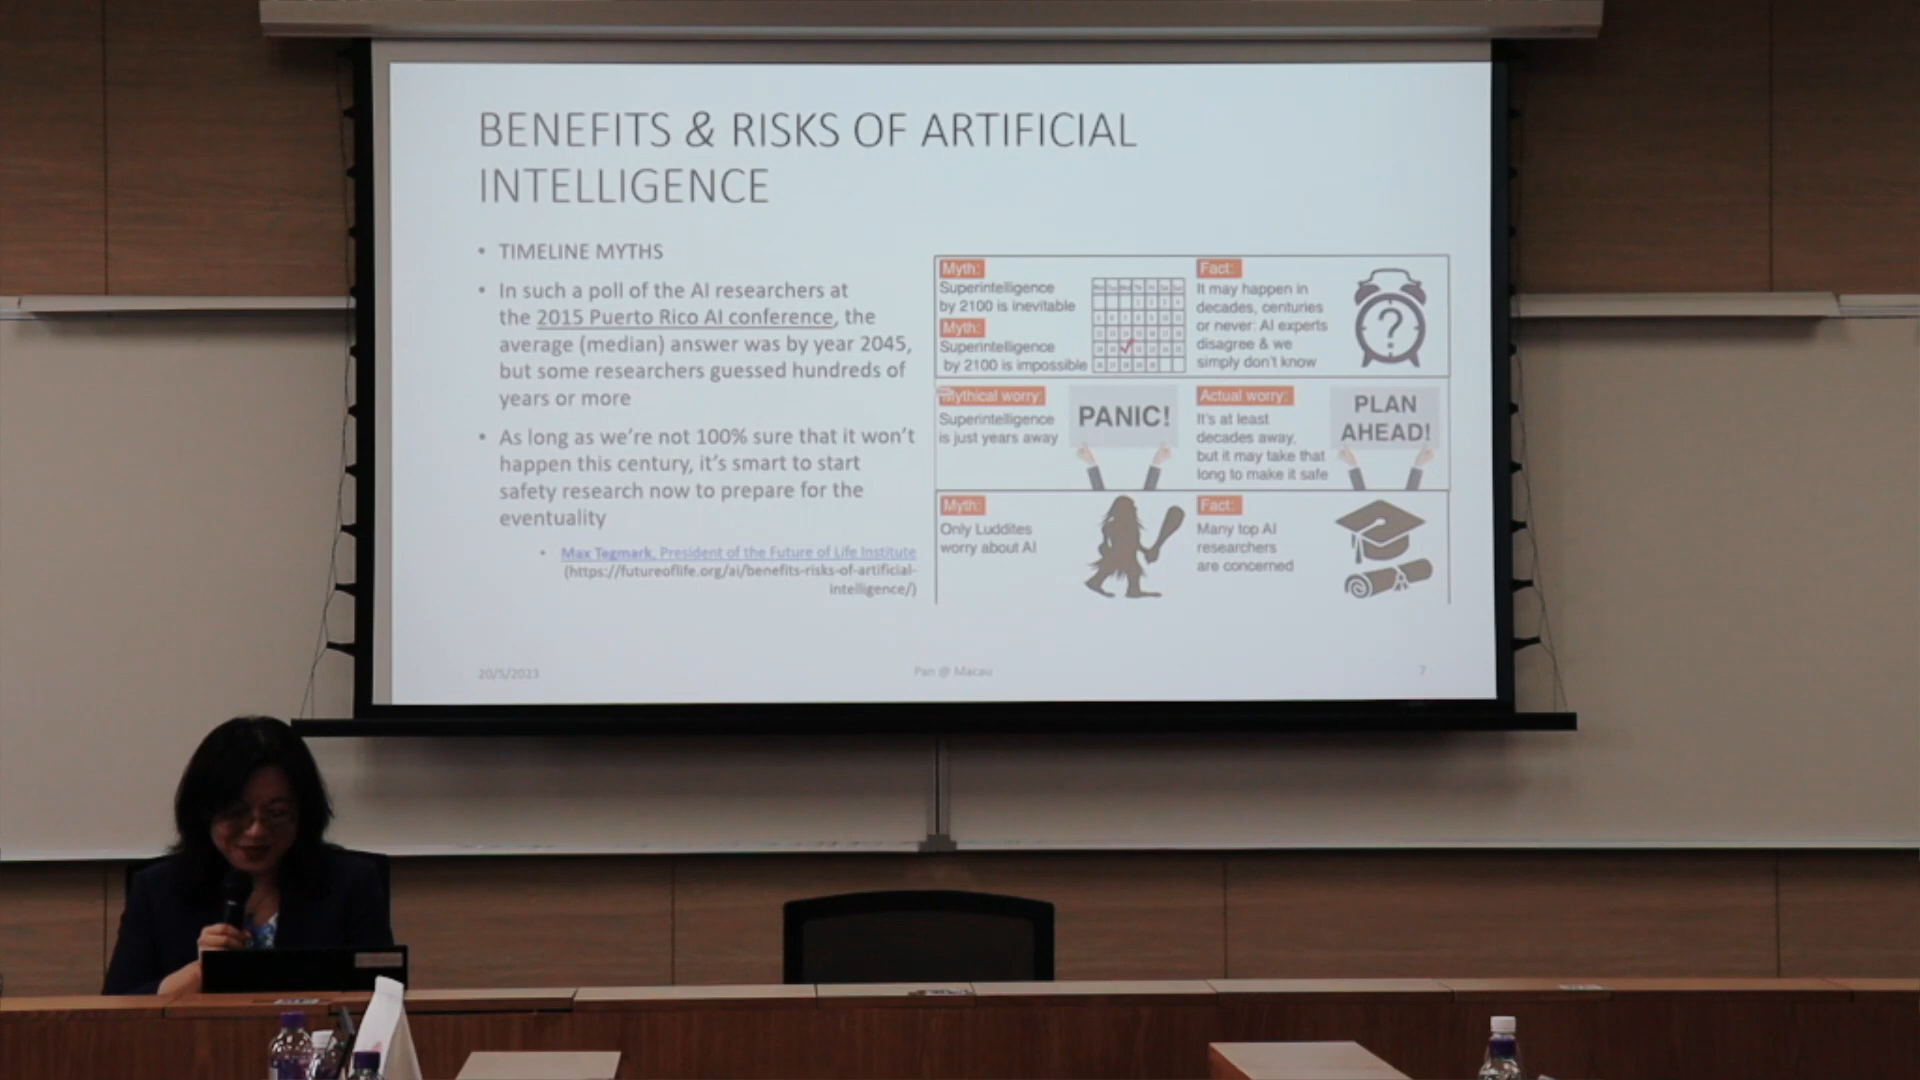 BENEFITS & RISKS OF ARTIFICIAL
INTELLIGENCE
• TIMELINE MYTHS
• In such a poll of the AI researchers at
the 2015 Puerto Rico AI conference, the
average (median) answer was by year 2045,
but some researchers guessed hundreds of
years or more
• As long as we're not 100% sure that it won't
happen this century, it's smart to start
safety research now to prepare for the
eventuality
• Max Tegmark, President of the Future of Life Institute
(https://futureoflife.org/ai/benefits-risks-of-artificial-
intelligence/)
Myth:
Superintelligence
by 2100 is inevitable
Myth:
Superintelligence
by 2100 is impossible
Fact:
It may happen in
decades, centuries
or never: AI experts
disagree & we
simply don't know
?
Mythical worry:
Superintelligence
is just years away
PANIC!
Actual worry:
It's at least
decades away,
but it may take that
long to make it safe
PLAN
AHEAD!
Myth:
Only Luddites
worry about AI
Fact:
Many top AI
researchers
are concerned
20/5/2023
Pan @ Macau
7